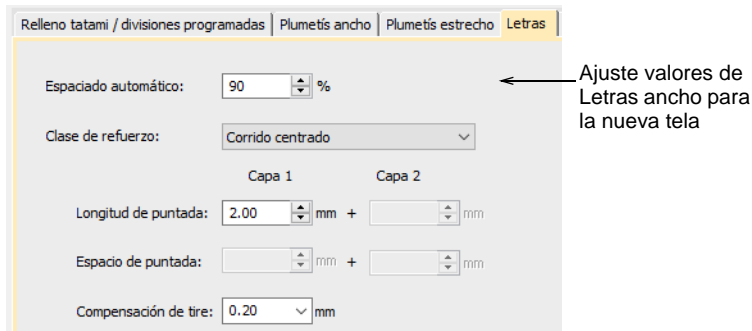 Relleno tatami / divisiones programadas Plumetís ancho Plumetís estrecho Letras
Espaciado automático: 90 %
Ajuste valores de
Letras ancho para
la nueva tela
Clase de refuerzo: Corrido centrado
Capa 1 Capa 2
Longitud de puntada: 2.00 mm + mm
Espacio de puntada: mm + mm
Compensación de tire: 0.20 mm